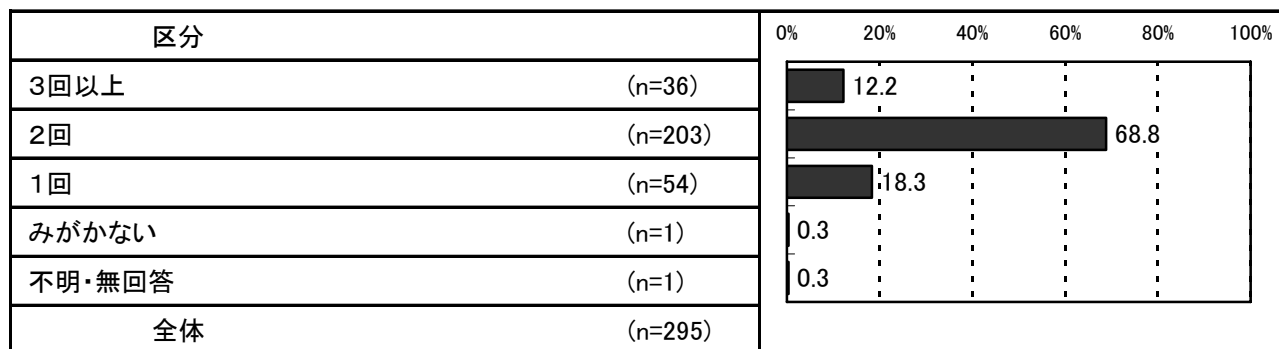 区分 0% 20% 40% 60% 80% 100%
３回以上 (n=36) 12.2
２回 (n=203) 68.8
１回 (n=54) 18.3
みがかない (n=1) 0.3
不明・無回答 (n=1) 0.3
全体 (n=295)